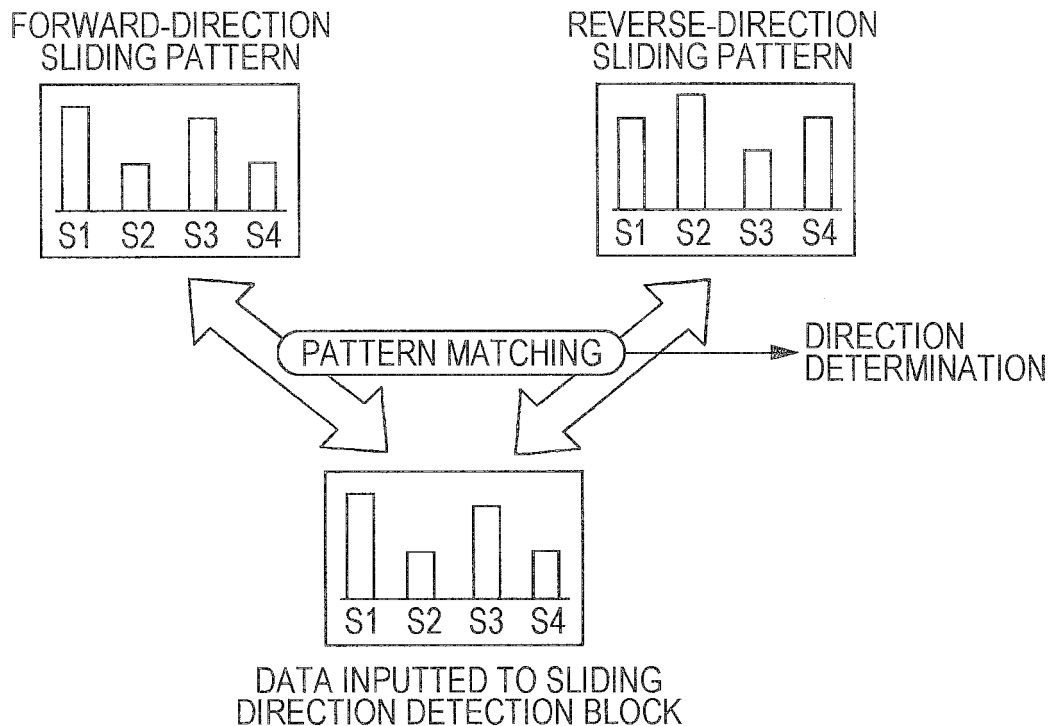 FORWARD-DIRECTION
SLIDING PATTERN
S1 S2 S3 S4
REVERSE-DIRECTION
SLIDING PATTERN
S1 S2 S3 S4
PATTERN MATCHING
DIRECTION
DETERMINATION
S1 S2 S3 S4
DATA INPUTTED TO SLIDING
DIRECTION DETECTION BLOCK